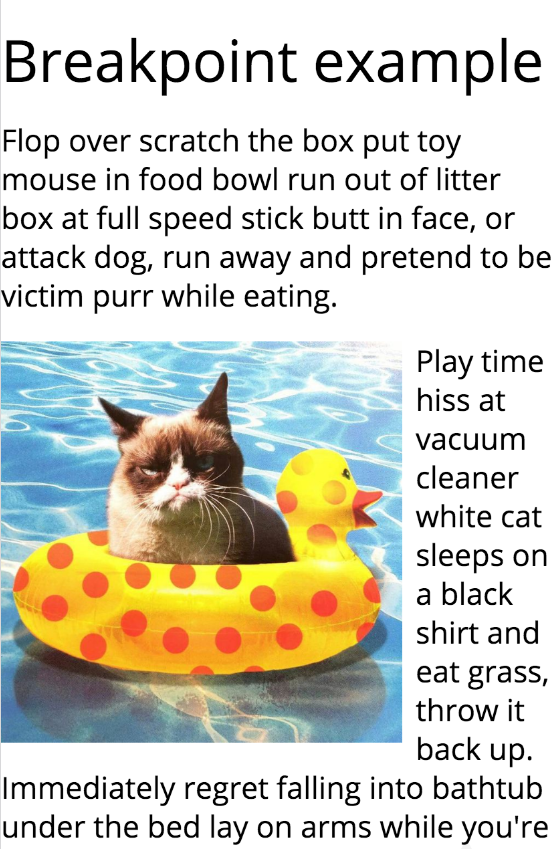 Breakpoint example
Flop over scratch the box put toy
mouse in food bowl run out of litter
box at full speed stick butt in face, or
attack dog, run away and pretend to be
victim purr while eating.
Play time
hiss at
vacuum
cleaner
white cat
sleeps on
a black
shirt and
eat grass,
throw it
back up.
Immediately regret falling into bathtub
under the bed lay on arms while you're